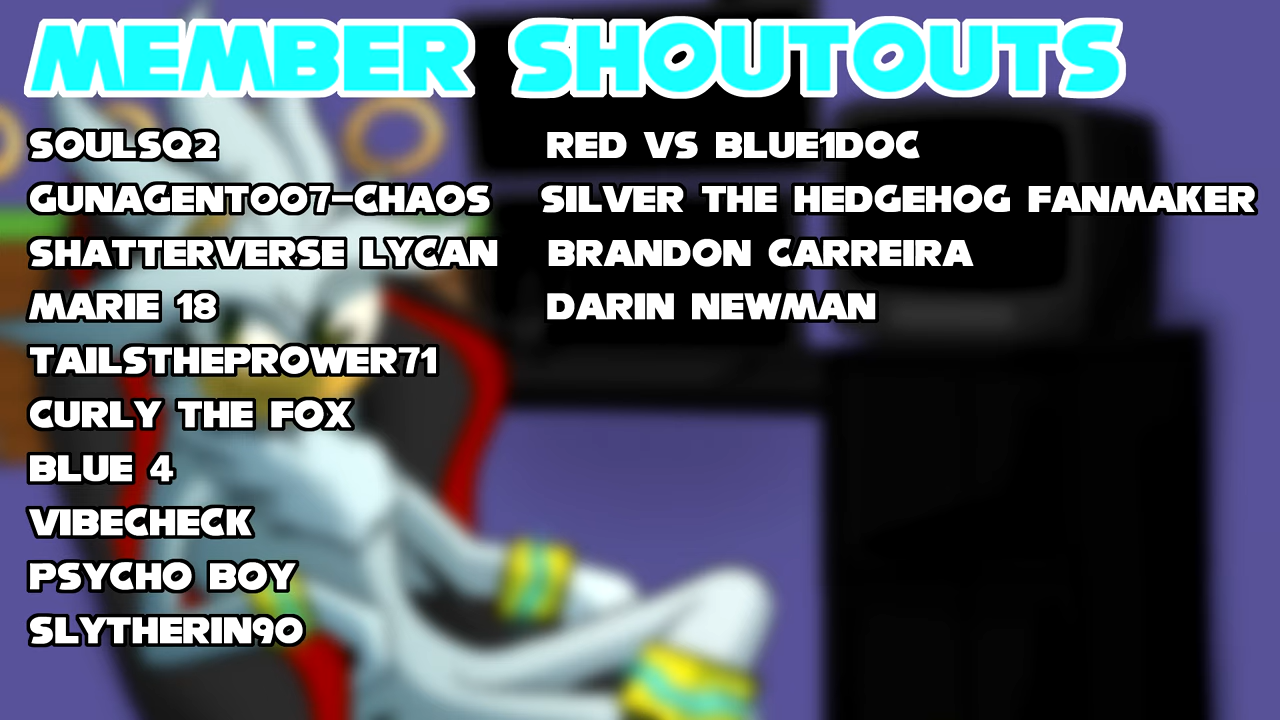 MEMBER SHOUTOUTS
SOULSQ2
GUNAGENT007-CHAOS
SHATTERVERSE LYCAN
MARIE 18
TAILSTHEPROWER71
CURLY THE FOX
BLUE 4
VIBECHECK
PSYCHO BOY
SLYTHERIN90
RED VS BLUE1DOC
SILVER THE HEDGEHOG FANMAKER
BRANDON CARREIRA
DARIN NEWMAN